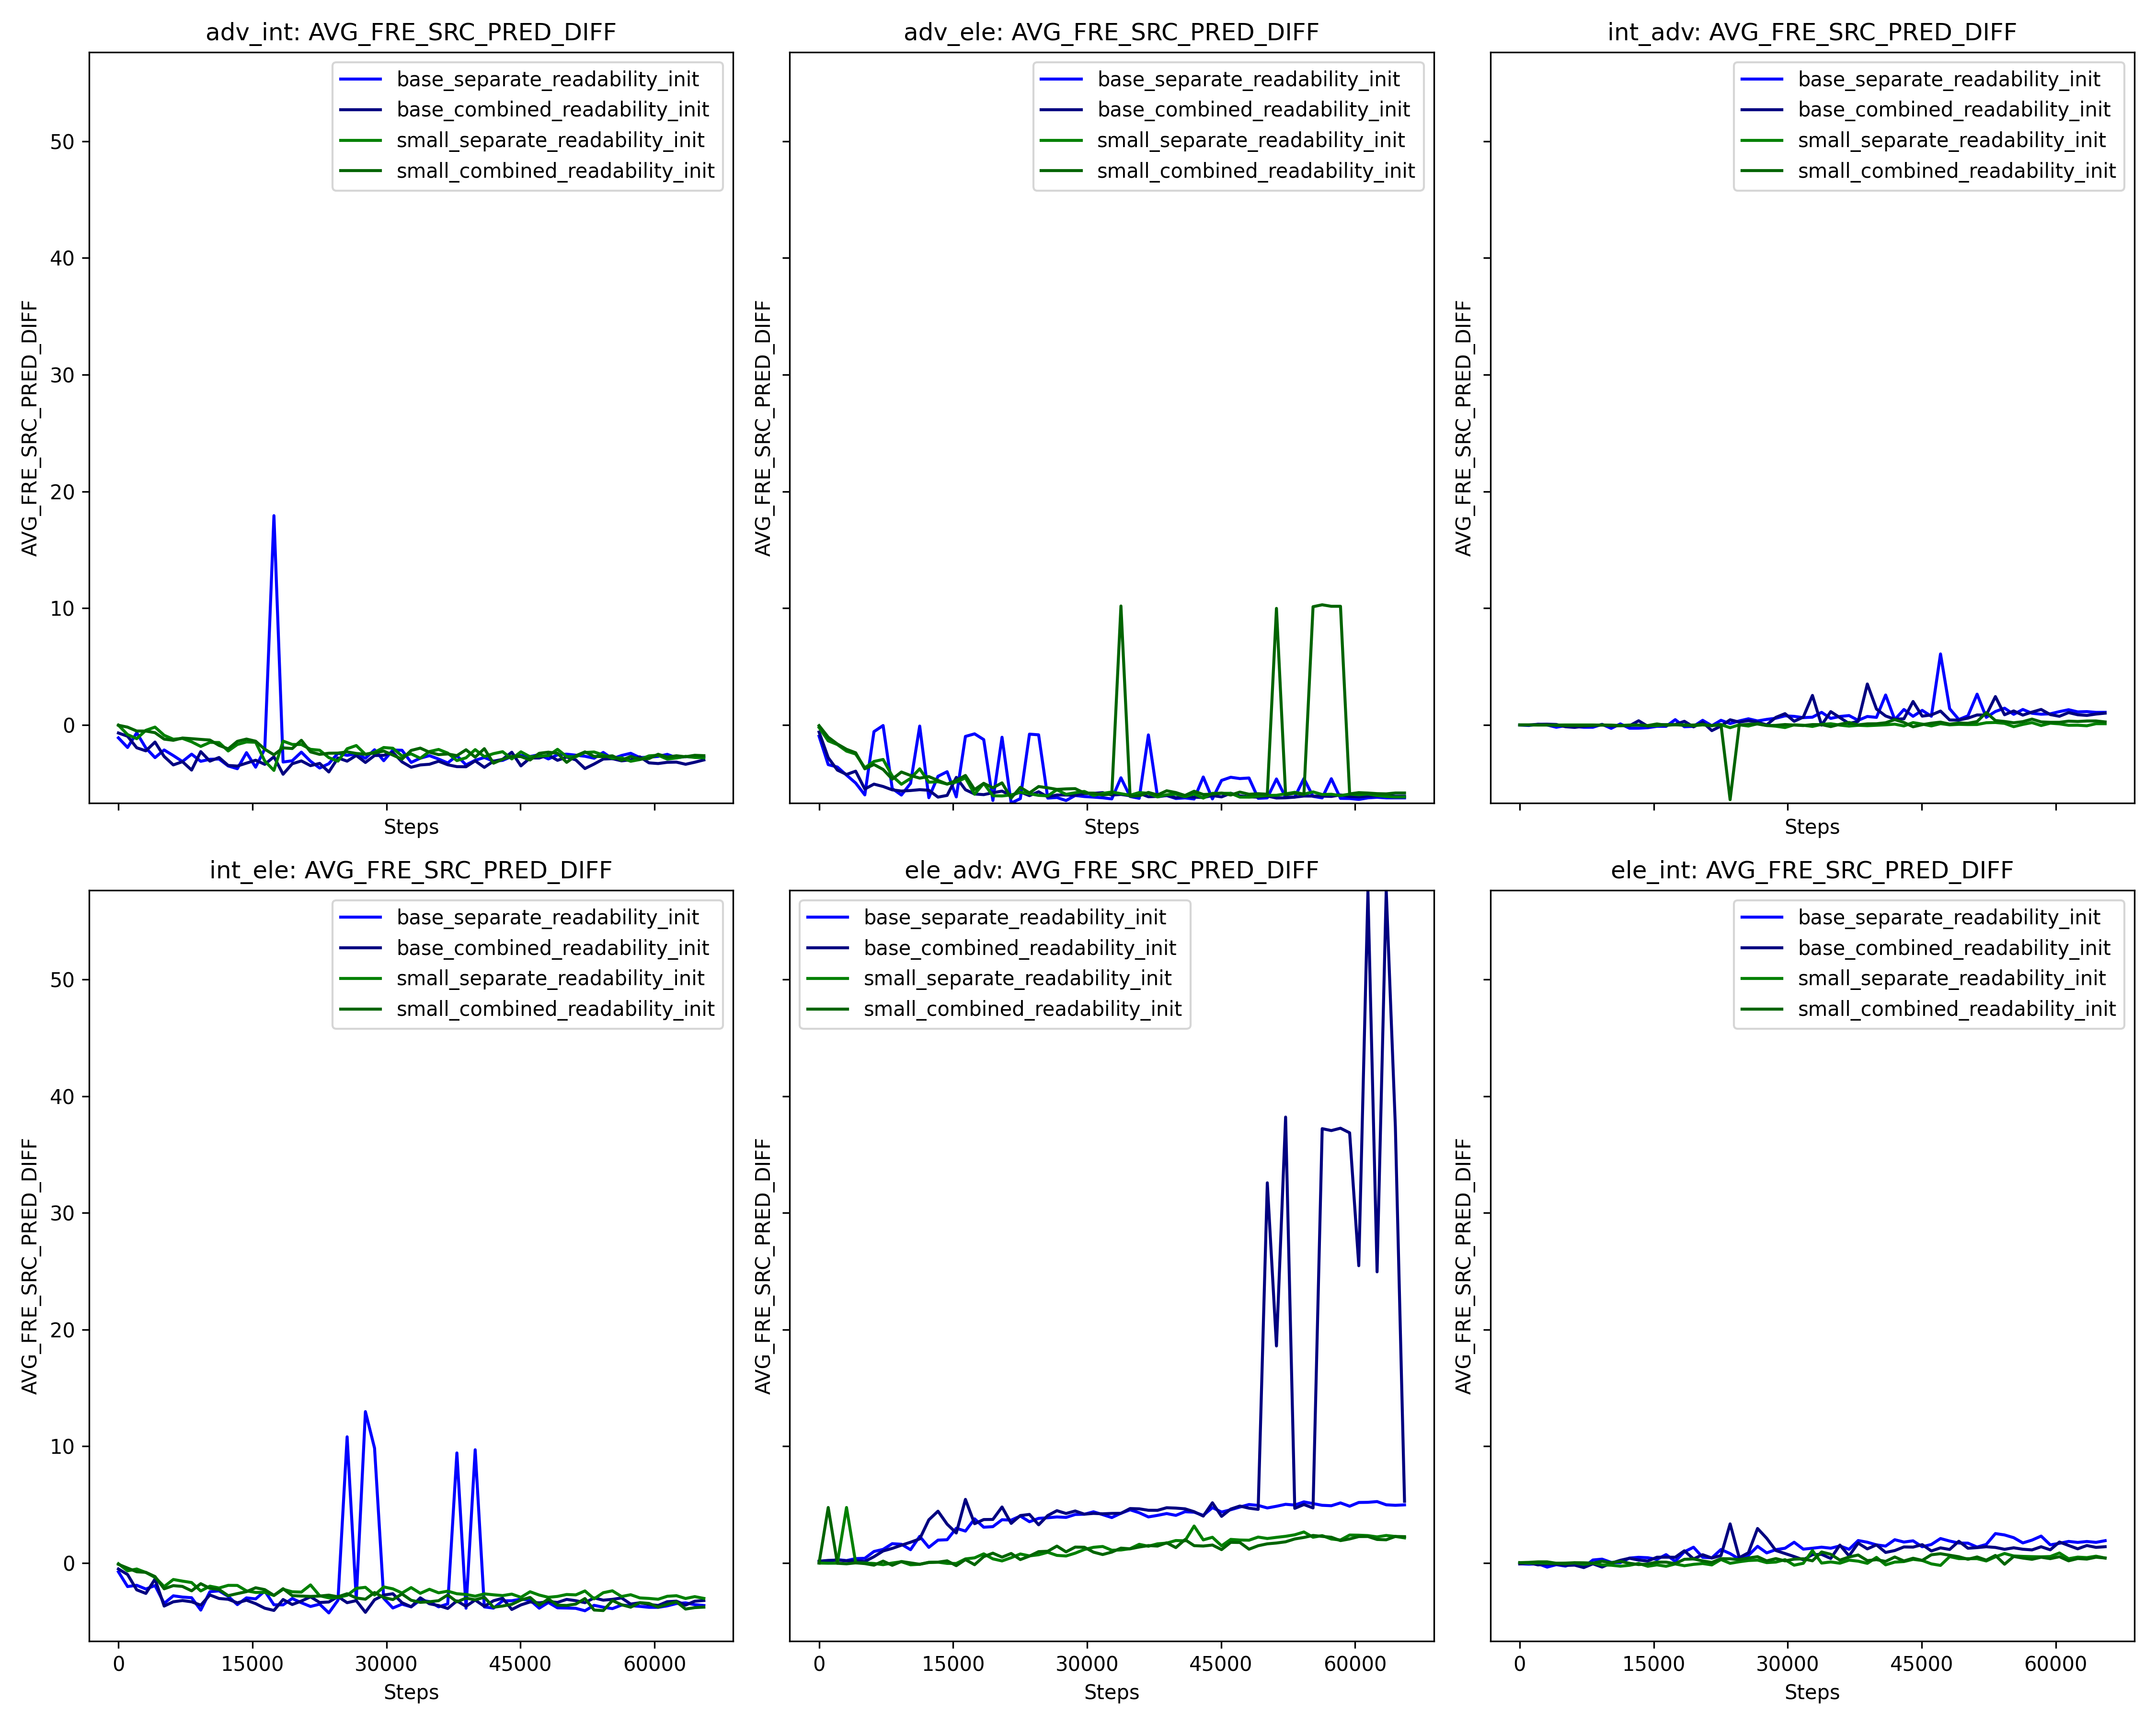 adv_int: AVG_FRE_SRC_PRED_DIFF
AVG_FRE_SRC_PRED_DIFF
50
40
30
20
10
0
base_separate_readability_init
base_combined_readability_init
small_separate_readability_init
small_combined_readability_init
Steps
adv_ele: AVG_FRE_SRC_PRED_DIFF
AVG_FRE_SRC_PRED_DIFF
base_separate_readability_init
base_combined_readability_init
small_separate_readability_init
small_combined_readability_init
Steps
int_adv: AVG_FRE_SRC_PRED_DIFF
AVG_FRE_SRC_PRED_DIFF
base_separate_readability_init
base_combined_readability_init
small_separate_readability_init
small_combined_readability_init
Steps
int_ele: AVG_FRE_SRC_PRED_DIFF
AVG_FRE_SRC_PRED_DIFF
50
40
30
20
10
0
base_separate_readability_init
base_combined_readability_init
small_separate_readability_init
small_combined_readability_init
0 15000 30000 45000 60000
Steps
ele_adv: AVG_FRE_SRC_PRED_DIFF
AVG_FRE_SRC_PRED_DIFF
base_separate_readability_init
base_combined_readability_init
small_separate_readability_init
small_combined_readability_init
0 15000 30000 45000 60000
Steps
ele_int: AVG_FRE_SRC_PRED_DIFF
AVG_FRE_SRC_PRED_DIFF
base_separate_readability_init
base_combined_readability_init
small_separate_readability_init
small_combined_readability_init
0 15000 30000 45000 60000
Steps